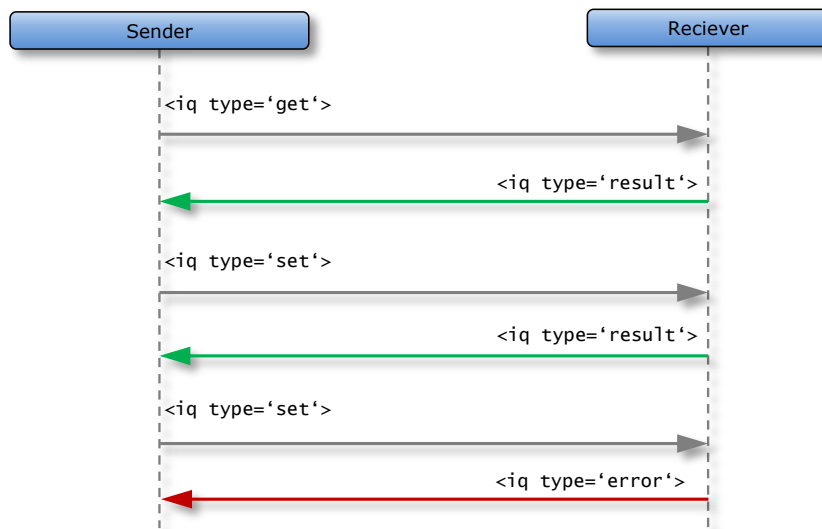 Sender
Reciever
<iq type=‘get‘>
<iq type=‘result‘>
<iq type=‘set‘>
<iq type=‘result‘>
<iq type=‘set‘>
<iq type=‘error‘>